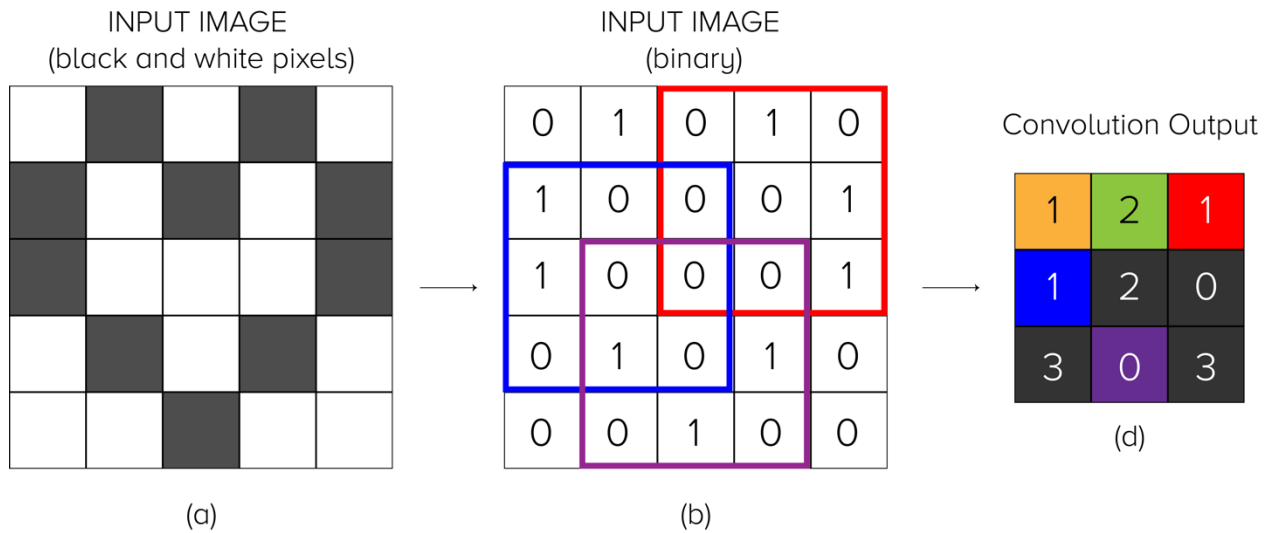 INPUT IMAGE
(black and white pixels)
INPUT IMAGE
(binary)
Convolution Output
0 1 0 1 0
1 0 0 0 1
1 0 0 0 1
0 1 0 1 0
0 0 1 0 0
1 2 1
1 2 0
3 0 3
(a)
(b)
(d)